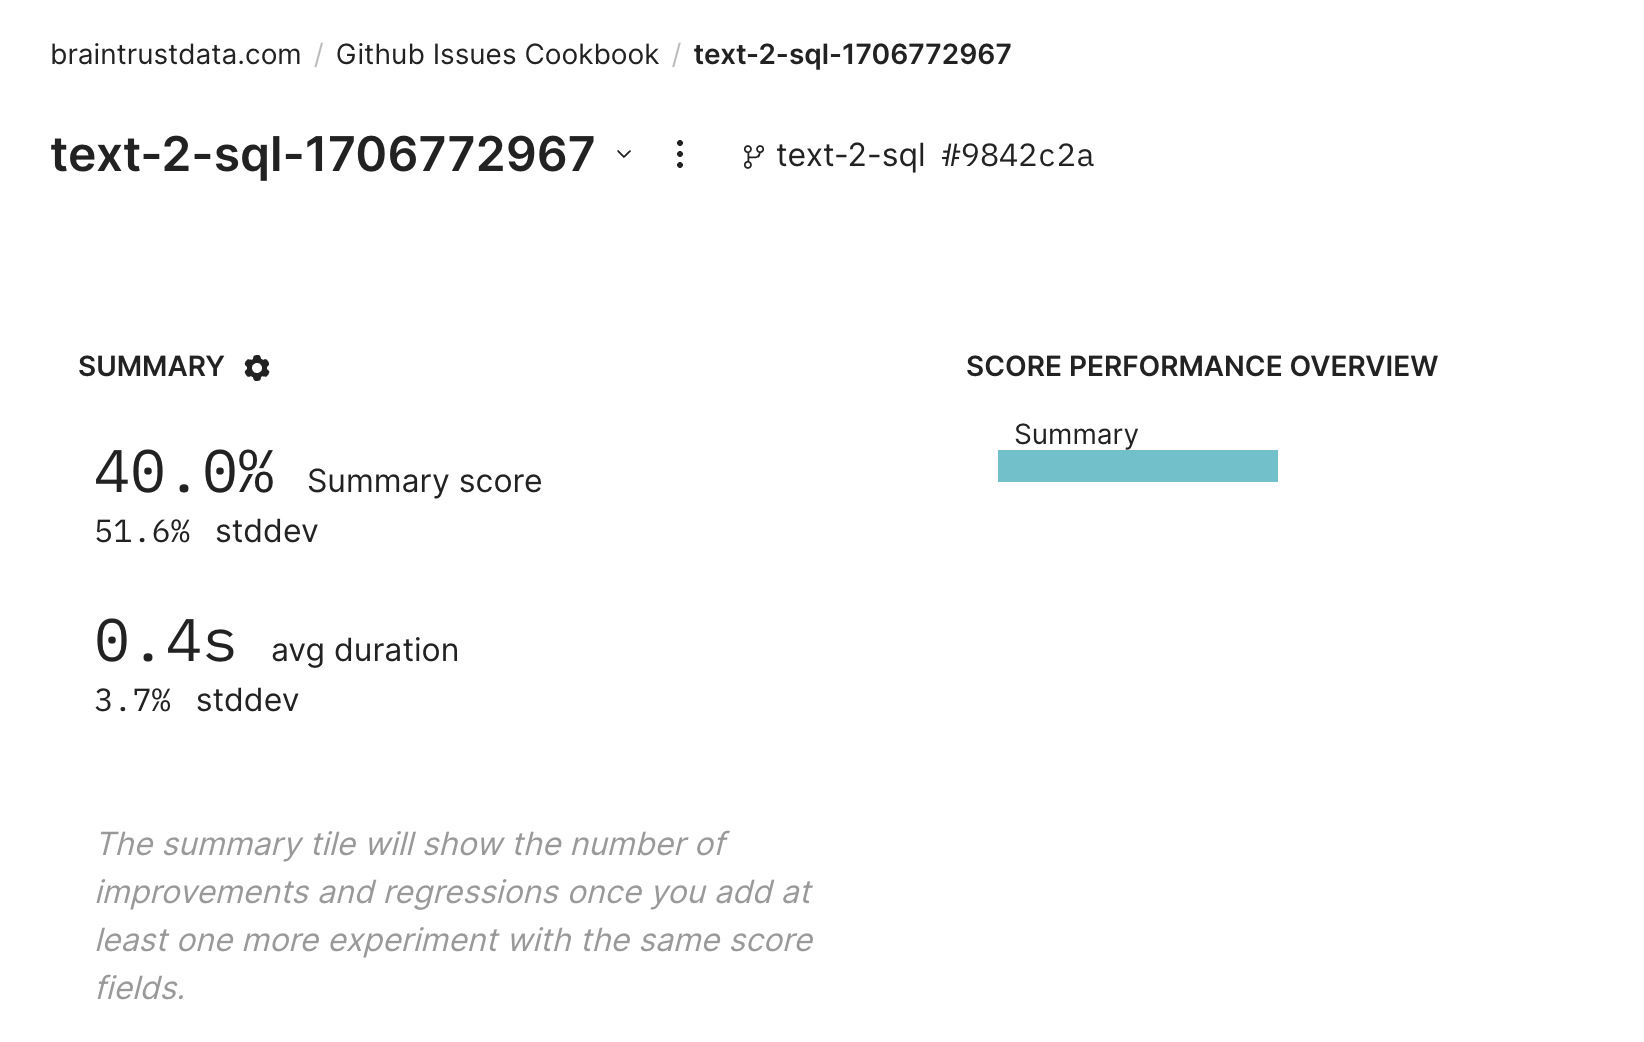 braintrustdata.com / Github Issues Cookbook / text-2-sql-1706772967
text-2-sql-1706772967 text-2-sql #9842c2a
SUMMARY
40.0% Summary score
51.6% stddev
0.4s avg duration
3.7% stddev
The summary tile will show the number of
improvements and regressions once you add at
least one more experiment with the same score
fields.
SCORE PERFORMANCE OVERVIEW
Summary